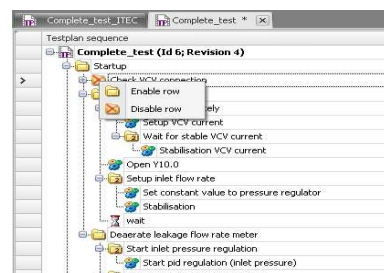 Complete_test_ITEC Complete_test *
Testplan sequence
Complete_test (Id 6; Revision 4)
Startup
Check VCV connection
Enable row
Disable row
ely
Setup VCV current
2 Wait for stable VCV current
Stabilisation VCV current
Open Y10.0
2 Setup inlet flow rate
Set constant value to pressure regulator
Stabilisation
wait
Deaerate leakage flow rate meter
2 Start inlet pressure regulation
Start pid regulation (inlet pressure)